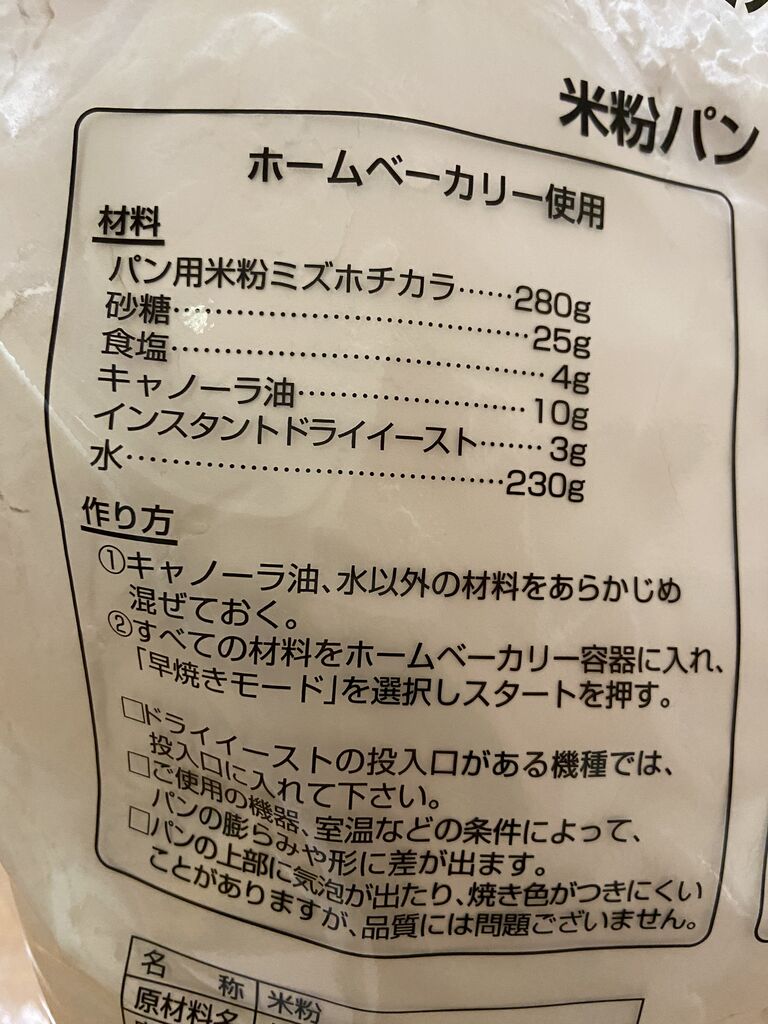 米粉パン
ホームベーカリー使用
材料
パン用米粉ミズホチカラ……280g
砂糖……………………………25g
食塩………………………………4g
キャノーラ油……………………10g
インスタントドライイースト……3g
水…………………………………230g
作り方
①キャノーラ油、水以外の材料をあらかじめ
混ぜておく。
②すべての材料をホームベーカリー容器に入れ、
「早焼きモード」を選択しスタートを押す。
□ドライイーストの投入口がある機種では、
投入口に入れて下さい。
□ご使用の機器、室温などの条件によって、
パンの膨らみや形に差が出ます。
□パンの上部に気泡が出たり、焼き色がつきにくい
ことがありますが、品質には問題ございません。
名称 米粉
原材料名